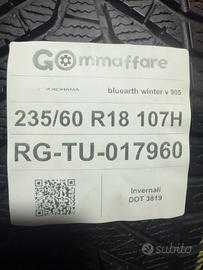 GOmmaffare
YOKOHAMA
bluearth winter v 905
235/60 R18 107H
RG-TU-017960
Invernali
DOT 3819
subito